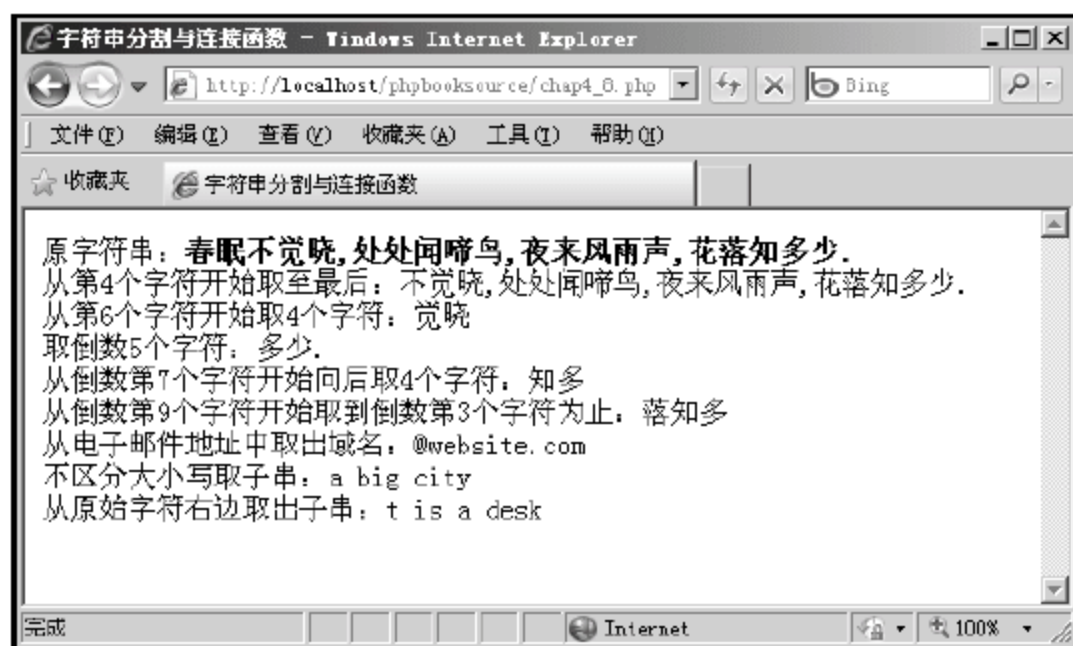 字符串分割与连接函数 - Windows Internet Explorer
http://localhost/phpbooksource/chap4_8.php
Bing
文件(F) 编辑(E) 查看(V) 收藏夹(A) 工具(T) 帮助(H)
收藏夹 字符串分割与连接函数
原字符串：春眠不觉晓,处处闻啼鸟,夜来风雨声,花落知多少.
从第4个字符开始取至最后：不觉晓,处处闻啼鸟,夜来风雨声,花落知多少.
从第6个字符开始取4个字符：觉晓
取倒数5个字符：多少.
从倒数第7个字符开始向后取4个字符：知多
从倒数第9个字符开始取到倒数第3个字符为止：落知多
从电子邮件地址中取出域名：@website.com
不区分大小写取子串：a big city
从原始字符右边取出子串：t is a desk
完成 Internet 100%